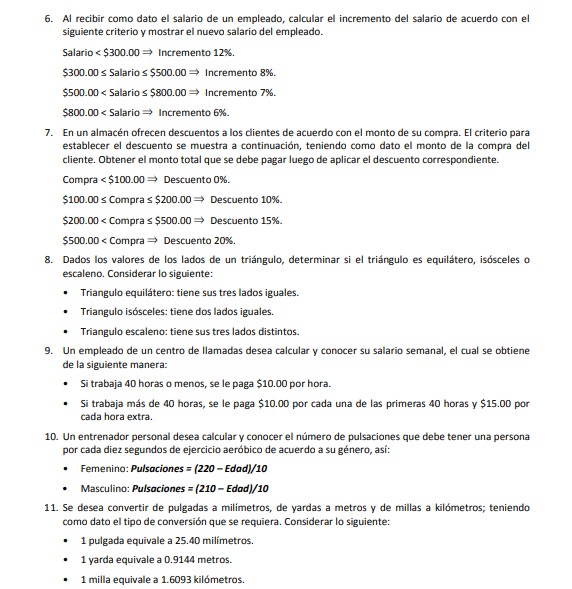 6. Al recibir como dato el salario de un empleado, calcular el incremento del salario de acuerdo con el
siguiente criterio y mostrar el nuevo salario del empleado.
Salario < $300.00 ⇒ Incremento 12%.
$300.00 ≤ Salario ≤ $500.00 ⇒ Incremento 8%.
$500.00 < Salario ≤ $800.00 ⇒ Incremento 7%.
$800.00 < Salario ⇒ Incremento 6%.
7. En un almacén ofrecen descuentos a los clientes de acuerdo con el monto de su compra. El criterio para
establecer el descuento se muestra a continuación, teniendo como dato el monto de la compra del
cliente. Obtener el monto total que se debe pagar luego de aplicar el descuento correspondiente.
Compra < $100.00 ⇒ Descuento 0%.
$100.00 ≤ Compra ≤ $200.00 ⇒ Descuento 10%.
$200.00 < Compra ≤ $500.00 ⇒ Descuento 15%.
$500.00 < Compra ⇒ Descuento 20%.
8. Dados los valores de los lados de un triángulo, determinar si el triángulo es equilátero, isósceles o
escaleno. Considerar lo siguiente:
• Triangulo equilátero: tiene sus tres lados iguales.
• Triangulo isósceles: tiene dos lados iguales.
• Triangulo escaleno: tiene sus tres lados distintos.
9. Un empleado de un centro de llamadas desea calcular y conocer su salario semanal, el cual se obtiene
de la siguiente manera:
• Si trabaja 40 horas o menos, se le paga $10.00 por hora.
• Si trabaja más de 40 horas, se le paga $10.00 por cada una de las primeras 40 horas y $15.00 por
cada hora extra.
10. Un entrenador personal desea calcular y conocer el número de pulsaciones que debe tener una persona
por cada diez segundos de ejercicio aeróbico de acuerdo a su género, así:
• Femenino: Pulsaciones = (220 – Edad)/10
• Masculino: Pulsaciones = (210 – Edad)/10
11. Se desea convertir de pulgadas a milímetros, de yardas a metros y de millas a kilómetros; teniendo
como dato el tipo de conversión que se requiera. Considerar lo siguiente:
• 1 pulgada equivale a 25.40 milímetros.
• 1 yarda equivale a 0.9144 metros.
• 1 milla equivale a 1.6093 kilómetros.